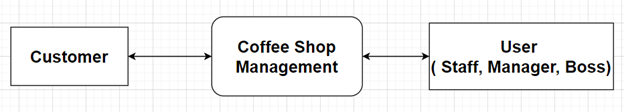 Customer
Coffee Shop
Management
User
( Staff, Manager, Boss)